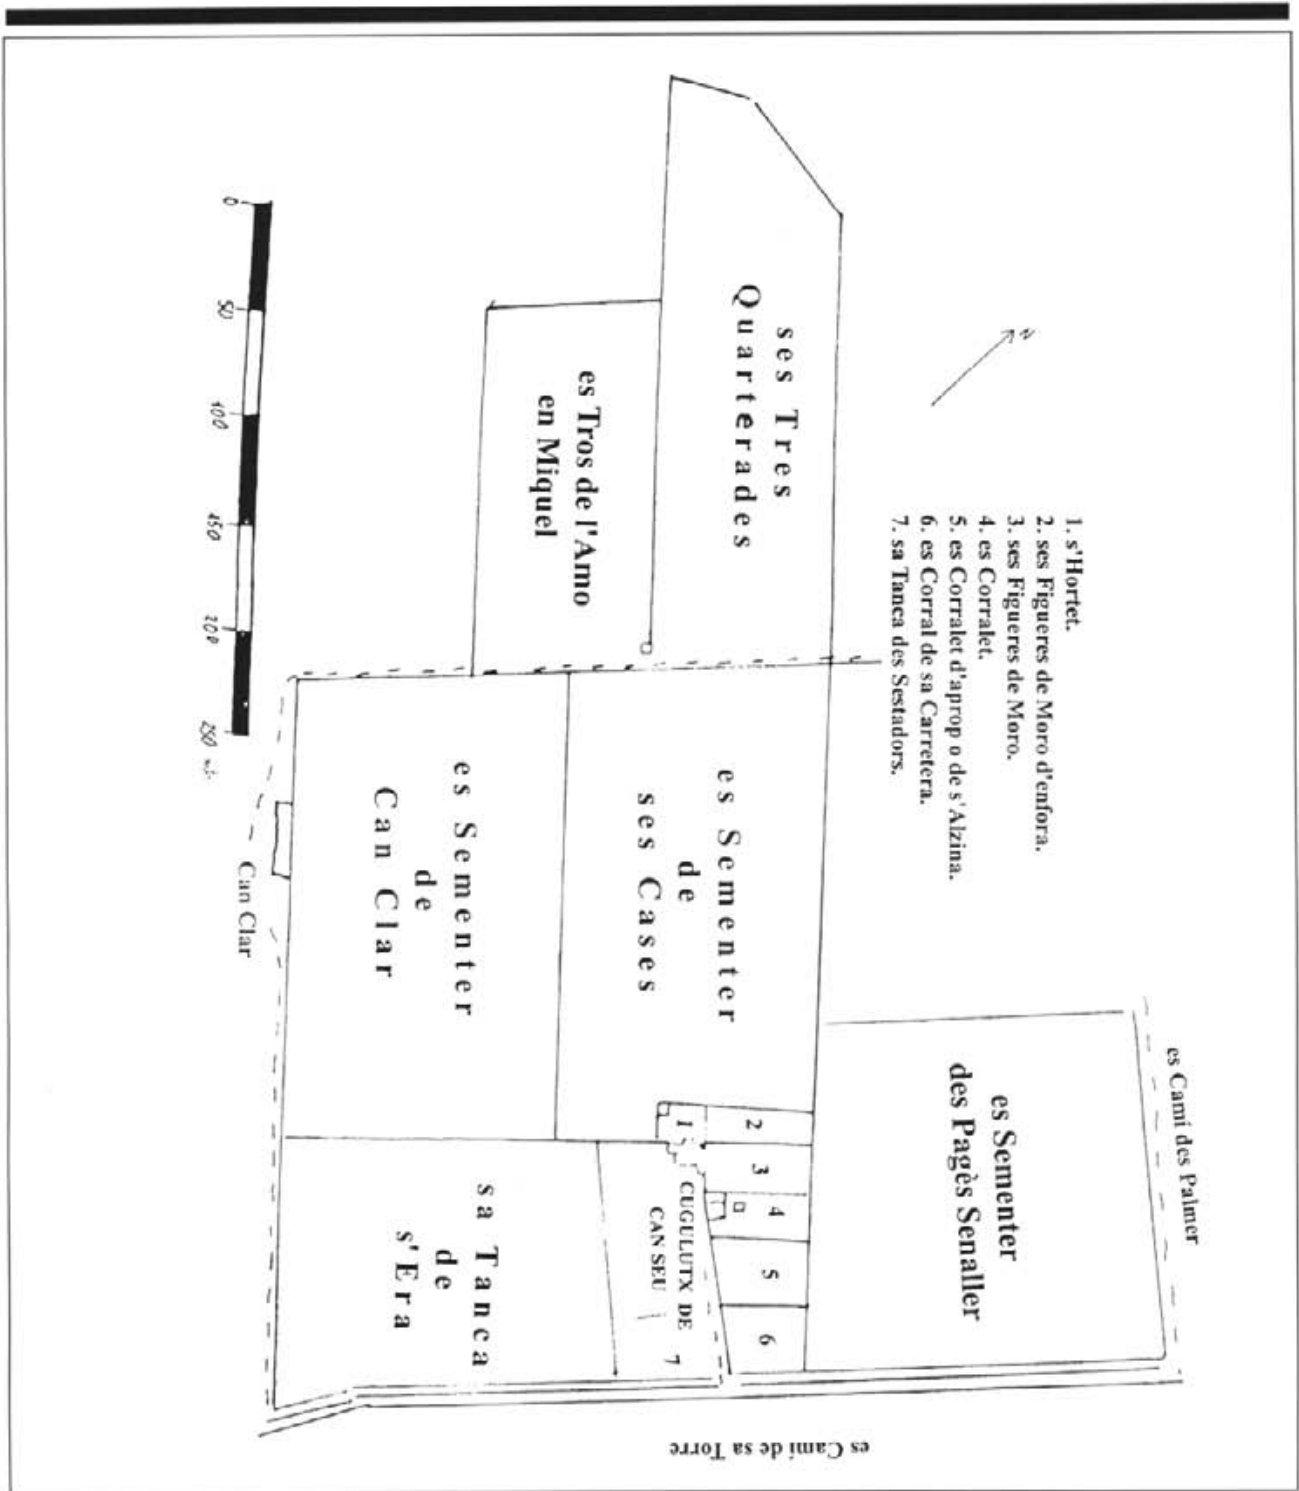 ses Tres
Quarterades
es Tros de l'Amo
en Miquel
N
1. s'Hortet.
2. ses Figueres de Moro d'enfora.
3. ses Figueres de Moro.
4. es Corralet.
5. es Corralet d'aprop o de s'Alzina.
6. es Corral de sa Carretera.
7. sa Tanca des Sestadors.
es Sementer
de
ses Cases
es Sementer
de
Can Clar
Can Clar
es Camí des Palmer
es Sementer
des Pagès Senaller
1
2
3
4
5
6
CUGULUTX DE
CAN SEU
7
sa Tanca
de
s'Era
es Camí de sa Torre
0
50
100
150
200
250